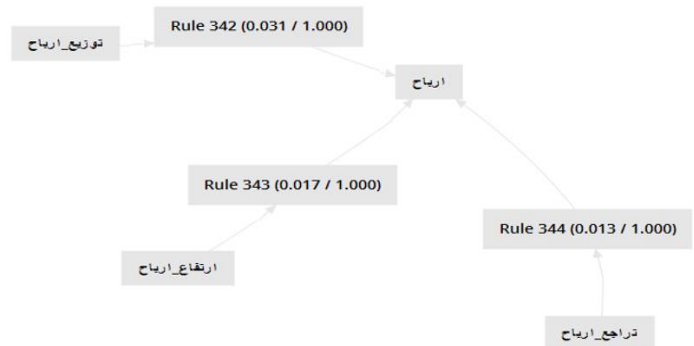 Rule 342 (0.031 / 1.000)
توزيع_ارباح
ارباح
Rule 343 (0.017 / 1.000)
Rule 344 (0.013 / 1.000)
ارتفاع_ارباح
تراجع_ارباح